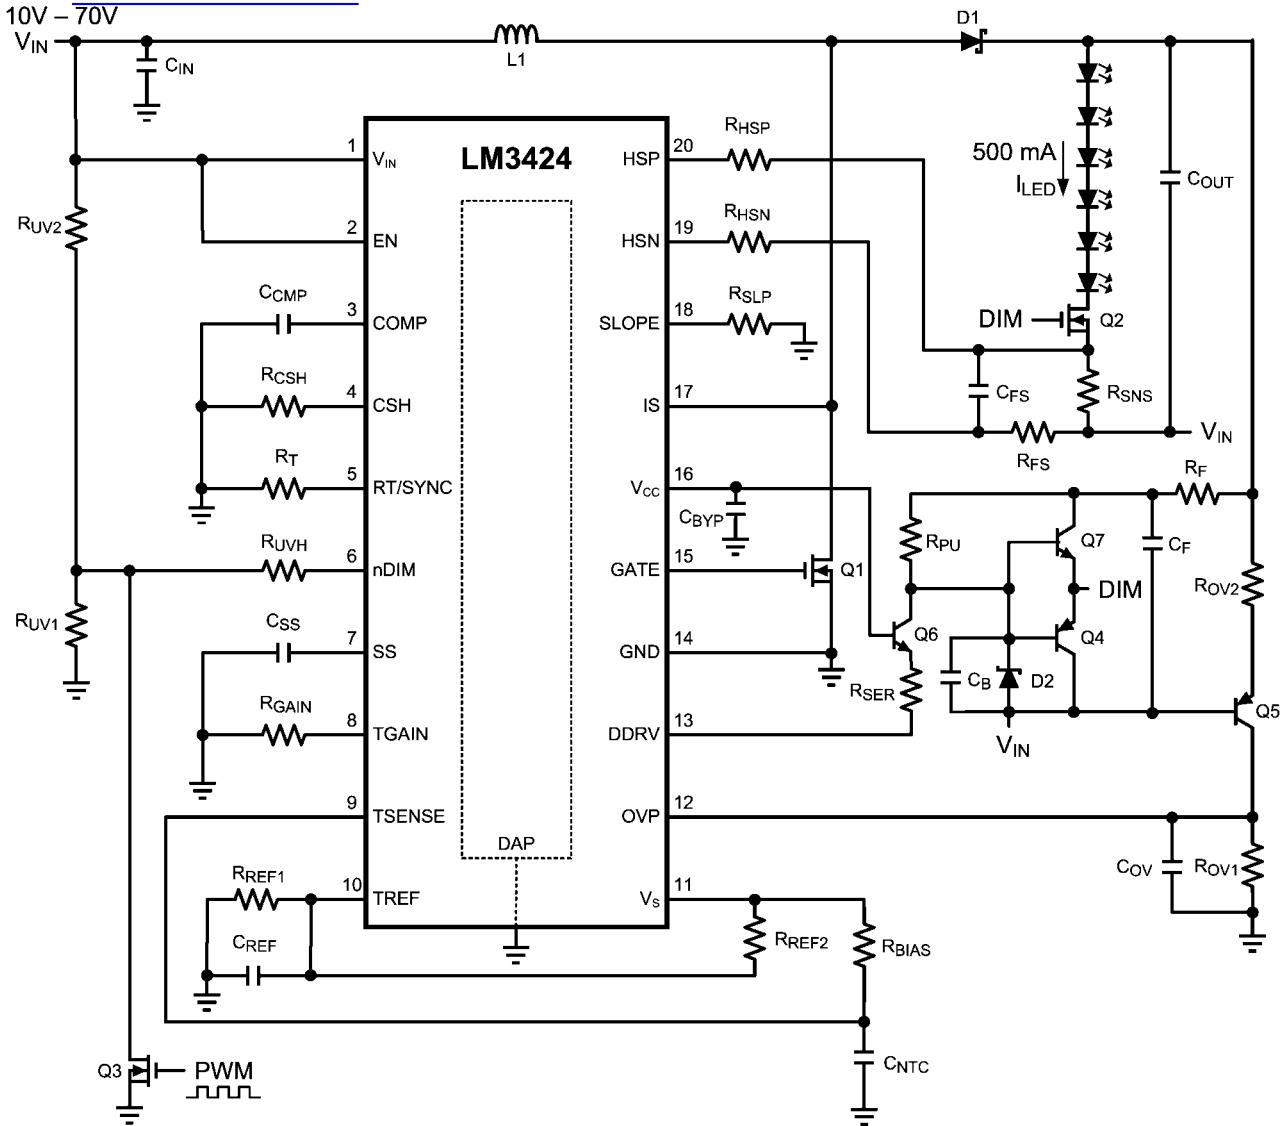 10V – 70V
VIN
CIN
L1
D1
RUV2
1
VIN
LM3424
HSP
20
RHSP
500 mA
ILED
COUT
2
EN
HSN
19
RHSN
CCMP
3
COMP
SLOPE
18
RSLP
DIM
Q2
RCSH
4
CSH
IS
17
CFS
RSNS
RFS
VIN
RT
5
RT/SYNC
VCC
16
CBYP
RF
RPU
Q7
CF
RUVH
6
nDIM
GATE
15
Q1
DIM
ROV2
RUV1
CSS
7
SS
GND
14
Q6
Q4
RSER
CB
D2
Q5
RGAIN
8
TGAIN
DDRV
13
VIN
9
TSENSE
OVP
12
DAP
COV
ROV1
RREF1
10
TREF
VS
11
CREF
RREF2
RBIAS
Q3
PWM
CNTC